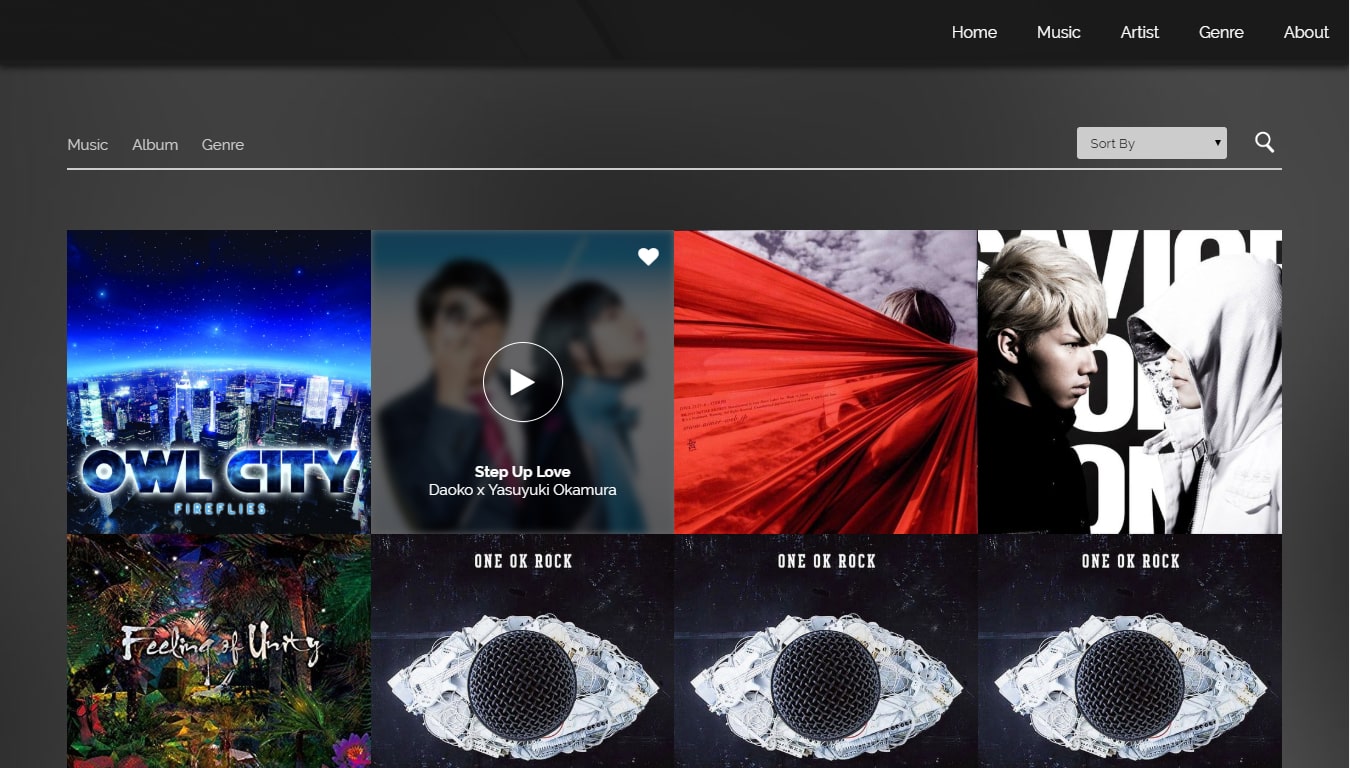 Home Music Artist Genre About
Music Album Genre
Sort By
OWL CITY
FIREFLIES
Step Up Love
Daoko x Yasuyuki Okamura
Feeling of Unity
ONE OK ROCK
ONE OK ROCK
ONE OK ROCK